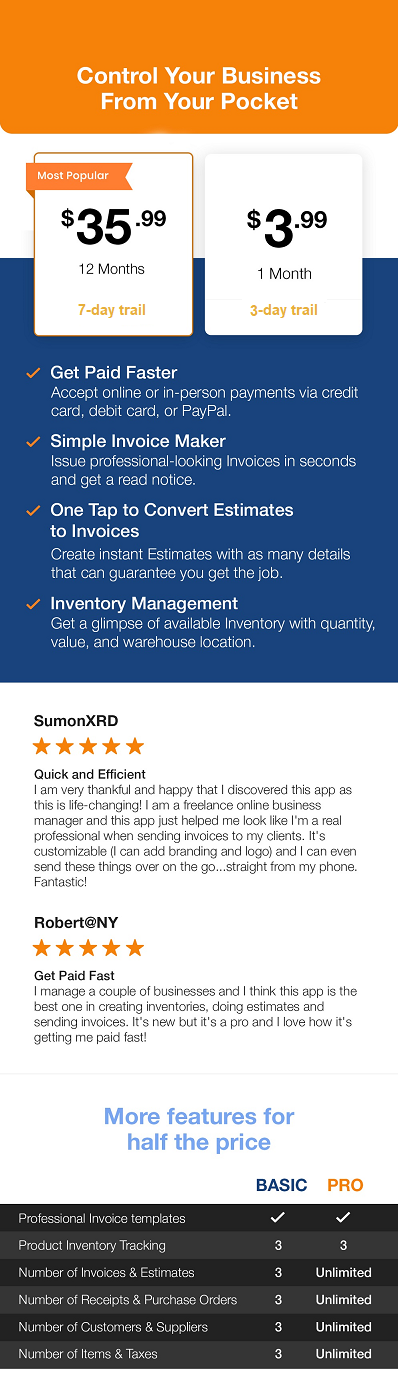 Control Your Business
From Your Pocket
Most Popular
$35.99
12 Months
7-day trail
$3.99
1 Month
3-day trail
Get Paid Faster
Accept online or in-person payments via credit
card, debit card, or PayPal.
Simple Invoice Maker
Issue professional-looking Invoices in seconds
and get a read notice.
One Tap to Convert Estimates
to Invoices
Create instant Estimates with as many details
that can guarantee you get the job.
Inventory Management
Get a glimpse of available Inventory with quantity,
value, and warehouse location.
SumonXRD
Quick and Efficient
I am very thankful and happy that I discovered this app as
this is life-changing! I am a freelance online business
manager and this app just helped me look like I'm a real
professional when sending invoices to my clients. It's
customizable (I can add branding and logo) and I can even
send these things over on the go...straight from my phone.
Fantastic!
Robert@NY
Get Paid Fast
I manage a couple of businesses and I think this app is the
best one in creating inventories, doing estimates and
sending invoices. It's new but it's a pro and I love how it's
getting me paid fast!
More features for
half the price
BASIC PRO
Professional Invoice templates
Product Inventory Tracking 3 3
Number of Invoices & Estimates 3 Unlimited
Number of Receipts & Purchase Orders 3 Unlimited
Number of Customers & Suppliers 3 Unlimited
Number of Items & Taxes 3 Unlimited